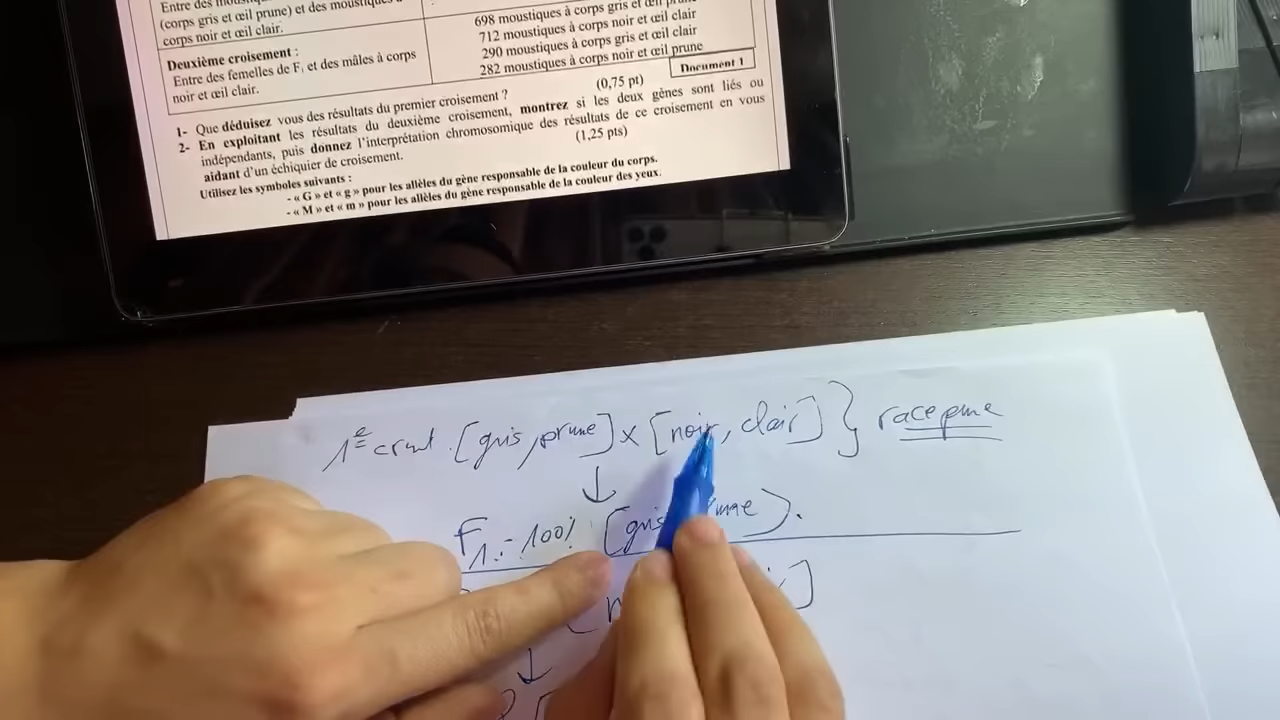 Entre des moustiques
(corps gris et œil prune) et des moustiques à
corps noir et œil clair.
Deuxième croisement :
Entre des femelles de F₁ et des mâles à corps
noir et œil clair.
698 moustiques à corps gris et œil prune
712 moustiques à corps noir et œil clair
290 moustiques à corps gris et œil clair
282 moustiques à corps noir et œil prune
Document 1
1- Que déduisez vous des résultats du premier croisement ? (0,75 pt)
2- En exploitant les résultats du deuxième croisement, montrez si les deux gènes sont liés ou
indépendants, puis donnez l'interprétation chromosomique des résultats de ce croisement en vous
aidant d'un échiquier de croisement. (1,25 pts)
Utilisez les symboles suivants :
- « G » et « g » pour les allèles du gène responsable de la couleur du corps.
- « M » et « m » pour les allèles du gène responsable de la couleur des yeux.
1e crmt. [gris, prune] x [noir, clair] } race pure
↓
F1 :- 100% [gris
]
↓